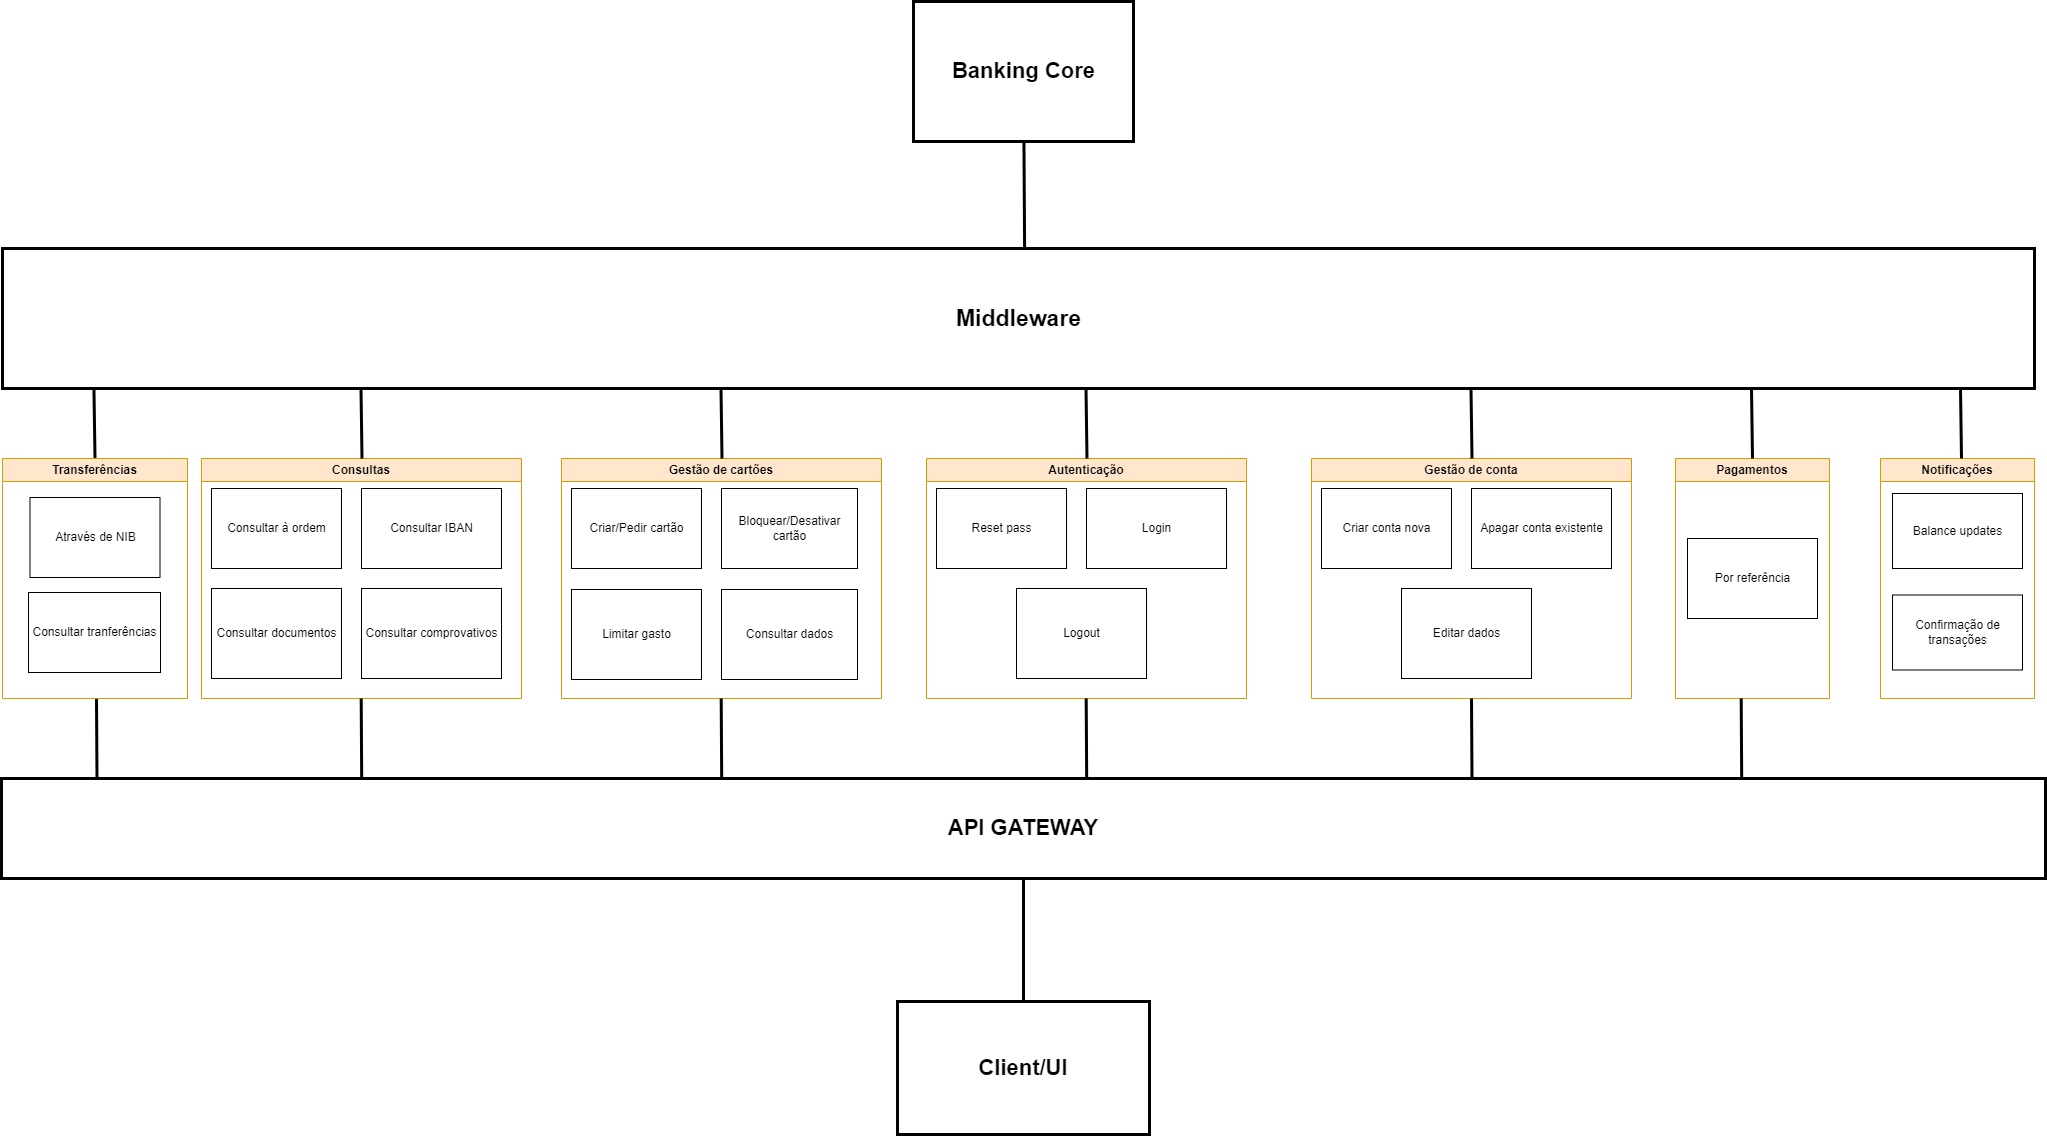 Banking Core
Middleware
Transferências
Através de NIB
Consultar tranferências
Consultas
Consultar á ordem
Consultar IBAN
Consultar documentos
Consultar comprovativos
Gestão de cartões
Criar/Pedir cartão
Bloquear/Desativar
cartão
Limitar gasto
Consultar dados
Autenticação
Reset pass
Login
Logout
Gestão de conta
Criar conta nova
Apagar conta existente
Editar dados
Pagamentos
Por referência
Notificações
Balance updates
Confirmação de
transações
API GATEWAY
Client/UI